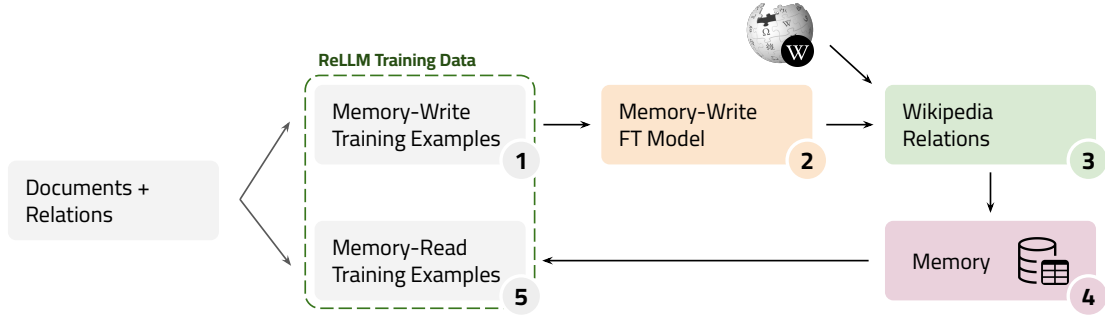 ReLLM Training Data
Memory-Write
Training Examples
1
Memory-Write
FT Model
2
W
Ω
W
Wikipedia
Relations
3
Documents +
Relations
Memory-Read
Training Examples
5
Memory
4